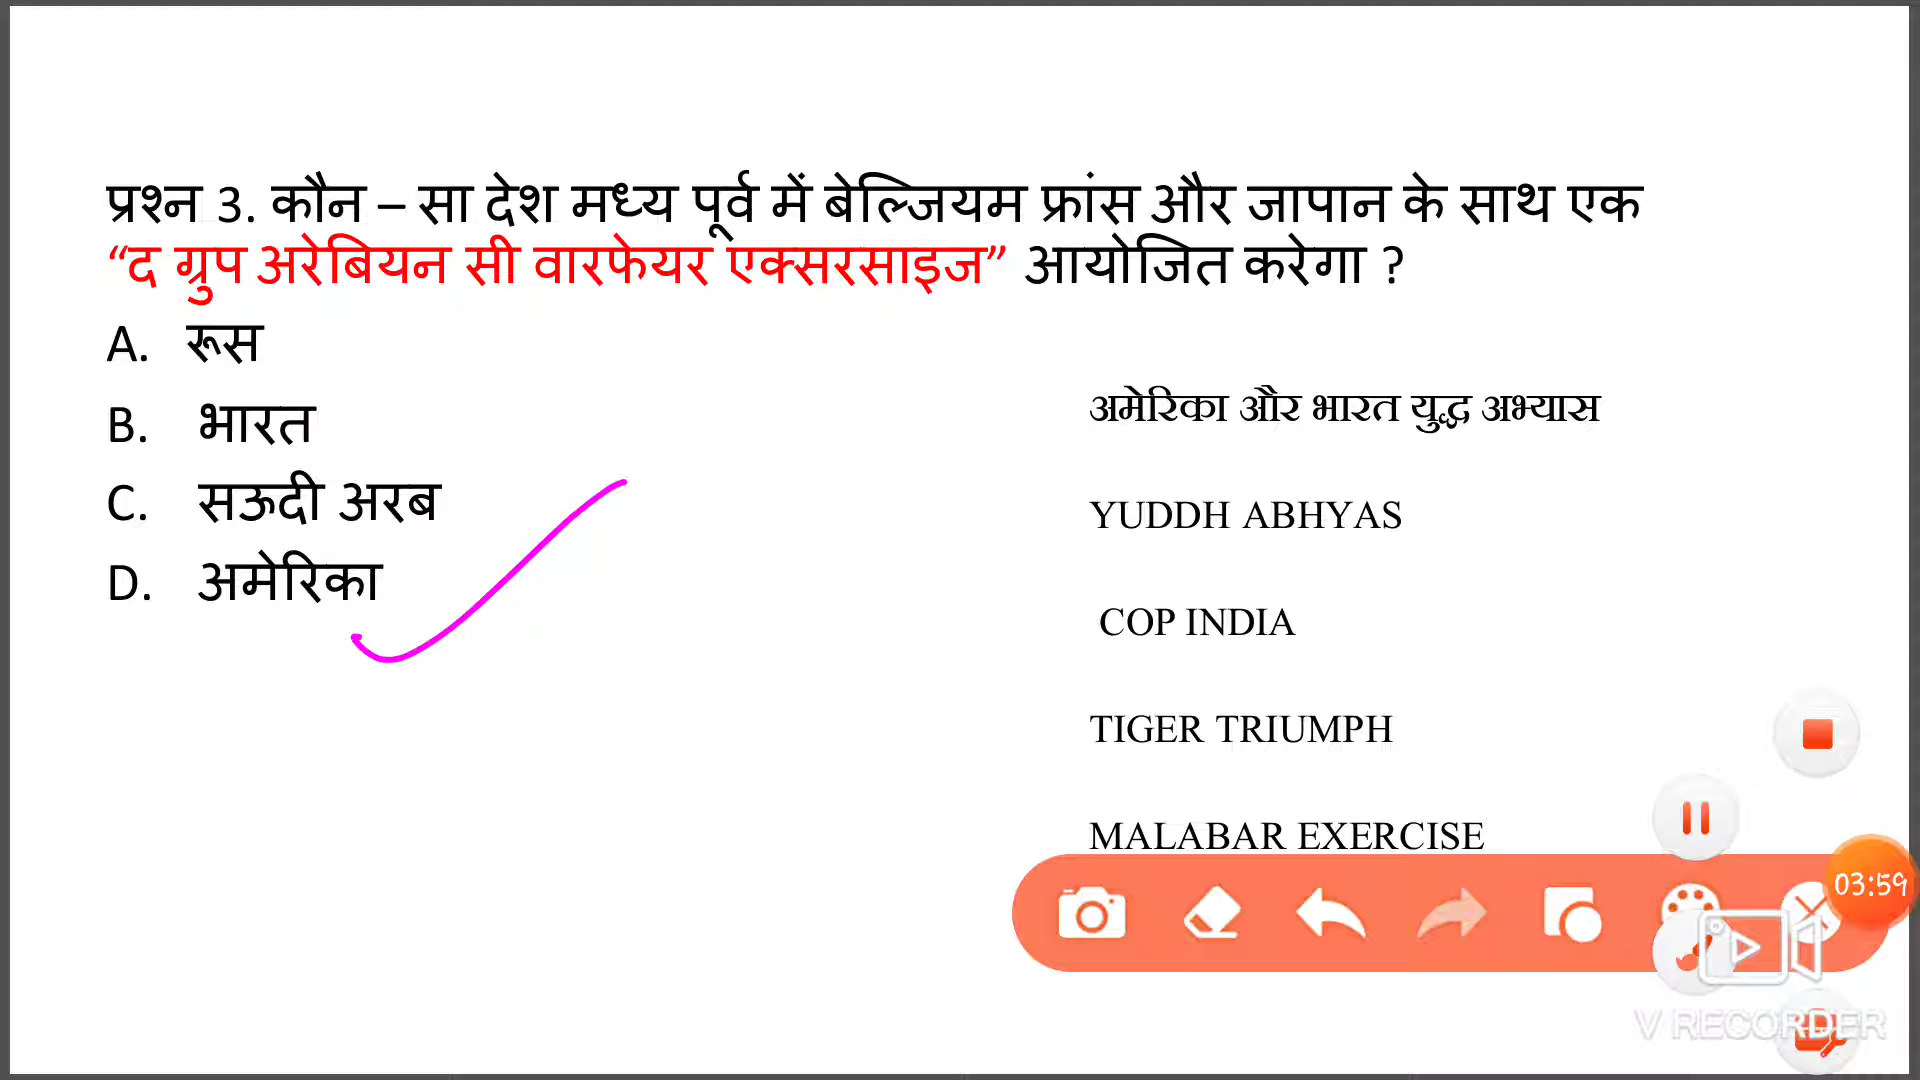 प्रश्न 3. कौन – सा देश मध्य पूर्व में बेल्जियम फ्रांस और जापान के साथ एक
“द ग्रुप अरेबियन सी वारफेयर एक्सरसाइज” आयोजित करेगा ?
A. रूस
B. भारत
C. सऊदी अरब
D. अमेरिका
अमेरिका और भारत युद्ध अभ्यास
YUDDH ABHYAS
COP INDIA
TIGER TRIUMPH
MALABAR EXERCISE
03:59
V RECORDER